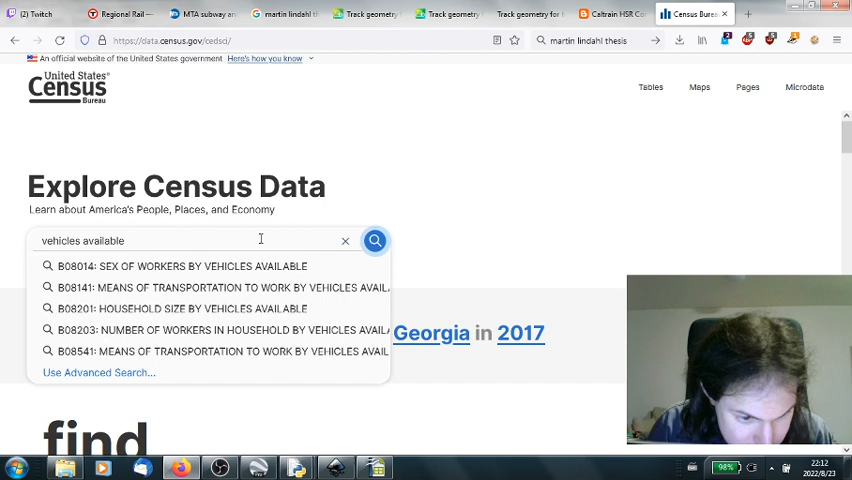 Twitch
Regional Rail —
MTA subway an
martin lindahl th
Track geometry f
Track geometry f
Track geometry for h
Caltrain HSR Co
Census Burea
https://data.census.gov/cedsci/
martin lindahl thesis
An official website of the United States government Here's how you know
United States®
Census
Bureau
Tables
Maps
Pages
Microdata
Explore Census Data
Learn about America's People, Places, and Economy
vehicles available
B08014: SEX OF WORKERS BY VEHICLES AVAILABLE
B08141: MEANS OF TRANSPORTATION TO WORK BY VEHICLES AVAIL
B08201: HOUSEHOLD SIZE BY VEHICLES AVAILABLE
B08203: NUMBER OF WORKERS IN HOUSEHOLD BY VEHICLES AVAIL
B08541: MEANS OF TRANSPORTATION TO WORK BY VEHICLES AVAIL
Use Advanced Search...
Georgia in 2017
find
98%
22:12
2022/8/23